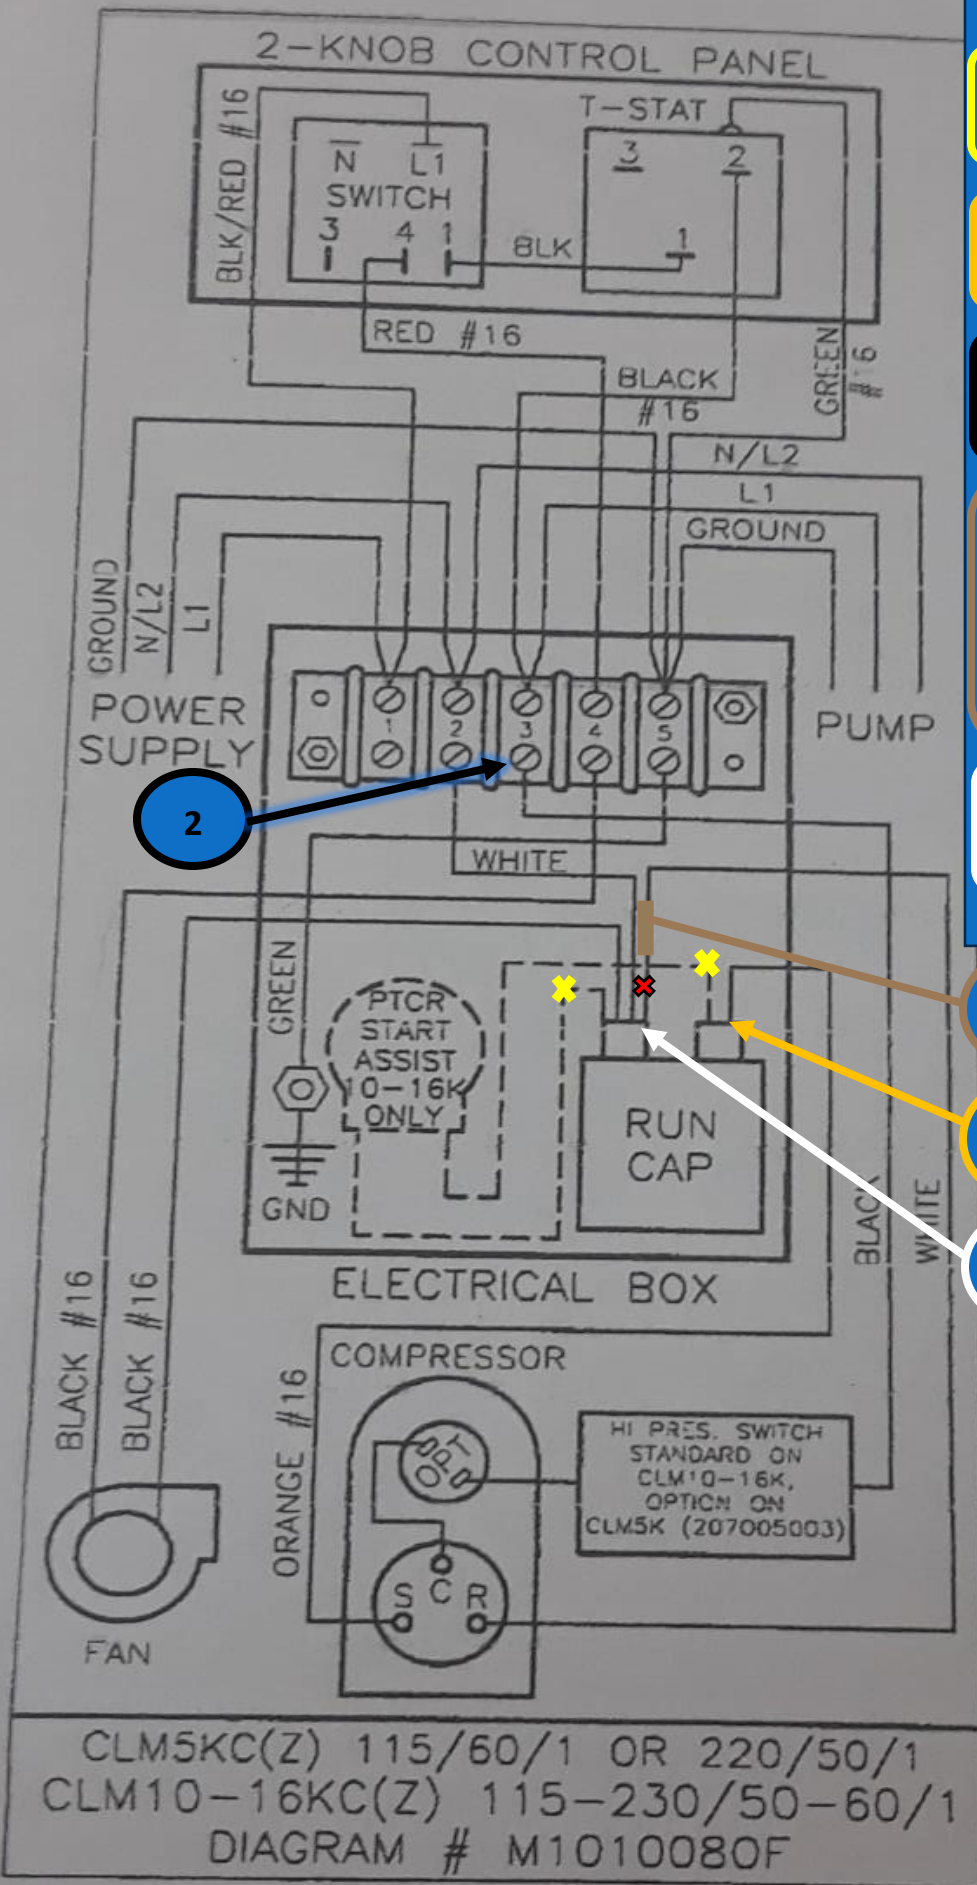 2-KNOB CONTROL PANEL
BLK/RED #16
T-STAT
N L1
SWITCH
3 4 1
3 2
1
BLK
RED #16
BLACK
#16
GREEN
#16
N/L2
L1
GROUND
GROUND
N/L2
L1
POWER
SUPPLY
PUMP
1 2 3 4 5
2
WHITE
GREEN
PTCR
START
ASSIST
10-16K
ONLY
RUN
CAP
GND
BLACK
WHITE
ELECTRICAL BOX
BLACK #16
BLACK #16
ORANGE #16
COMPRESSOR
OPT
S C R
HI PRES. SWITCH
STANDARD ON
CLM10-16K,
OPTION ON
CLM5K (207005003)
FAN
CLM5KC(Z) 115/60/1 OR 220/50/1
CLM10-16KC(Z) 115-230/50-60/1
DIAGRAM # M1010080F